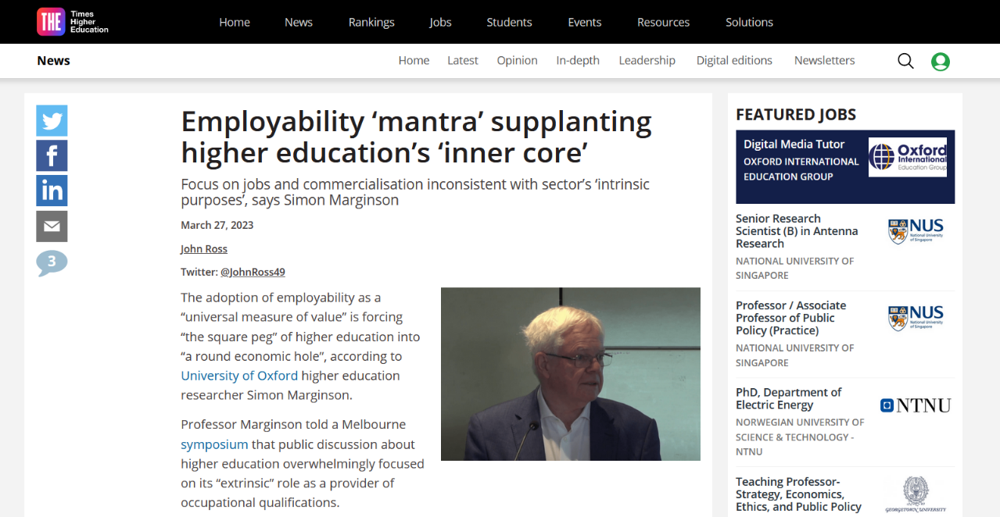 THE
Times
Higher
Education
Home News Rankings Jobs Students Events Resources Solutions
News
Home Latest Opinion In-depth Leadership Digital editions Newsletters
3
Employability ‘mantra’ supplanting
higher education’s ‘inner core’
Focus on jobs and commercialisation inconsistent with sector’s ‘intrinsic
purposes’, says Simon Marginson
March 27, 2023
John Ross
Twitter: @JohnRoss49
The adoption of employability as a
“universal measure of value” is forcing
“the square peg” of higher education into
“a round economic hole”, according to
University of Oxford higher education
researcher Simon Marginson.
Professor Marginson told a Melbourne
symposium that public discussion about
higher education overwhelmingly focused
on its “extrinsic” role as a provider of
occupational qualifications.
FEATURED JOBS
Digital Media Tutor
OXFORD INTERNATIONAL
EDUCATION GROUP
Oxford
International
Education Group
Senior Research
Scientist (B) in Antenna
Research
NATIONAL UNIVERSITY OF
SINGAPORE
NUS
National University
of Singapore
Professor / Associate
Professor of Public
Policy (Practice)
NATIONAL UNIVERSITY OF
SINGAPORE
NUS
National University
of Singapore
PhD, Department of
Electric Energy
NORWEGIAN UNIVERSITY OF
SCIENCE & TECHNOLOGY -
NTNU
NTNU
Teaching Professor-
Strategy, Economics,
Ethics, and Public Policy
GEORGETOWN UNIVERSITY